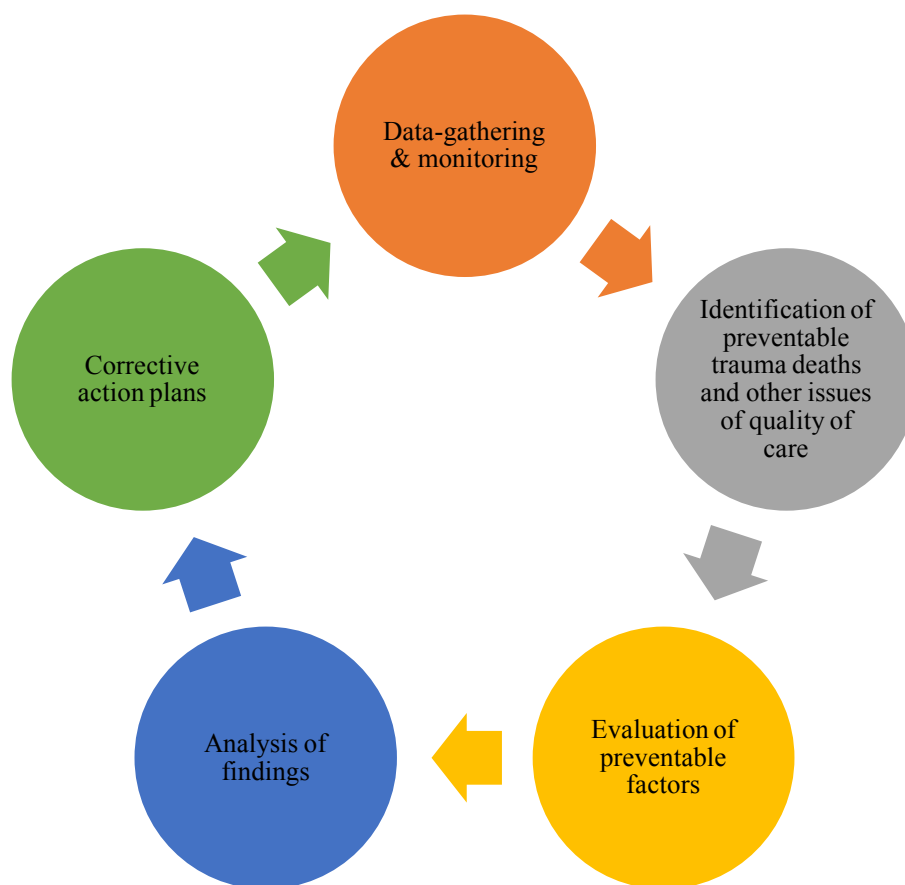 Data-gathering
& monitoring
Identification of
preventable
trauma deaths
and other issues
of quality of
care
Evaluation of
preventable
factors
Analysis of
findings
Corrective
action plans